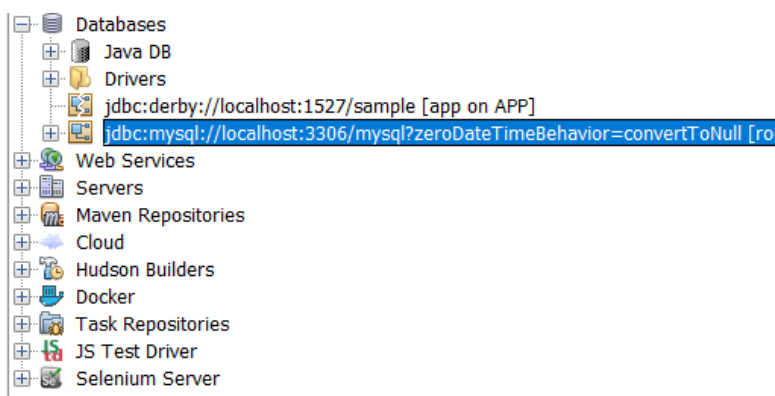 Databases
Java DB
Drivers
jdbc:derby://localhost:1527/sample [app on APP]
jdbc:mysql://localhost:3306/mysql?zeroDateTimeBehavior=convertToNull [ro
Web Services
Servers
Maven Repositories
Cloud
Hudson Builders
Docker
Task Repositories
JS Test Driver
Selenium Server